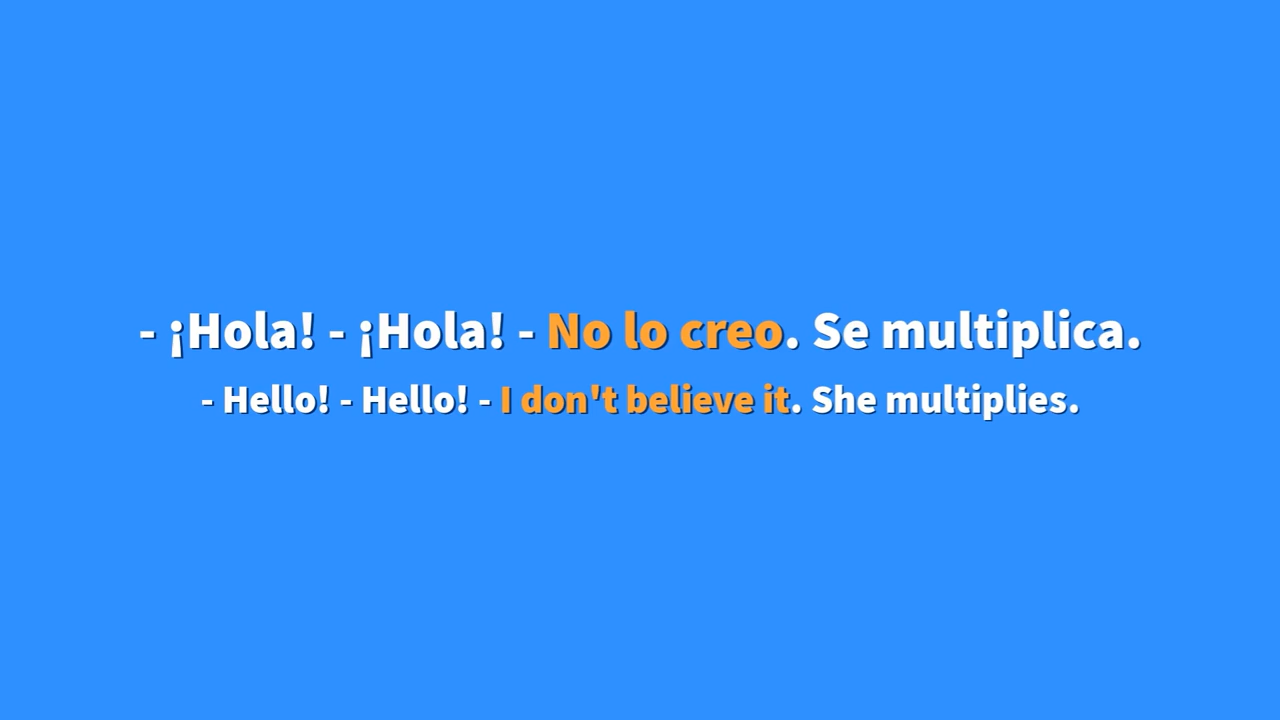 - ¡Hola! - ¡Hola! - No lo creo. Se multiplica.
- Hello! - Hello! - I don't believe it. She multiplies.